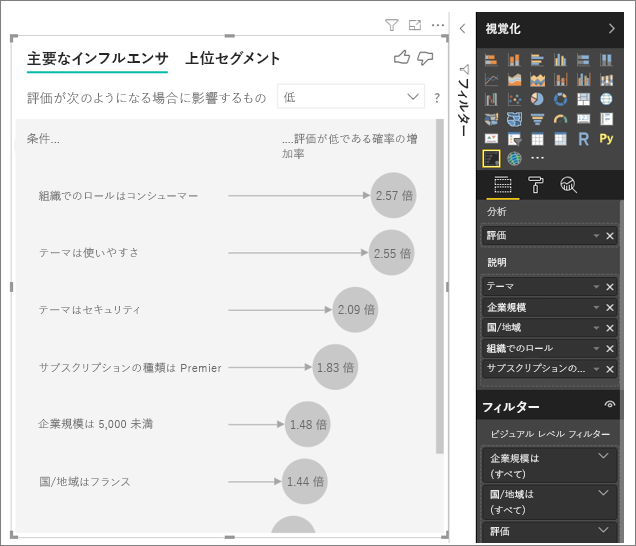 主要なインフルエンサ 上位セグメント
評価が次のようになる場合に影響するもの 低 ?
条件...
....評価が低である確率の増
加率
組織でのロールはコンシューマー 2.57 倍
テーマは使いやすさ 2.55 倍
テーマはセキュリティ 2.09 倍
サブスクリプションの種類は Premier 1.83 倍
企業規模は 5,000 未満 1.48 倍
国/地域はフランス 1.44 倍
フィルター
視覚化
R Py
分析
評価
説明
テーマ
企業規模
国/地域
組織でのロール
サブスクリプションの...
フィルター
ビジュアル レベル フィルター
企業規模は
(すべて)
国/地域は
(すべて)
評価